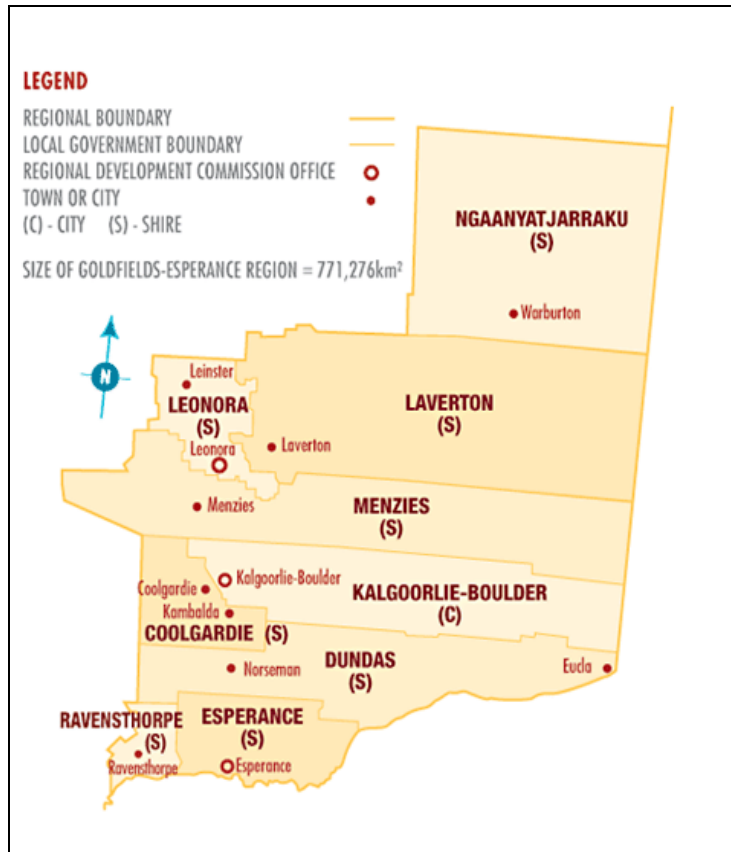 LEGEND
REGIONAL BOUNDARY
LOCAL GOVERNMENT BOUNDARY
REGIONAL DEVELOPMENT COMMISSION OFFICE
TOWN OR CITY
(C) - CITY (S) - SHIRE
SIZE OF GOLDFIELDS-ESPERANCE REGION = 771,276km²
N
NGAANYATJARRAKU
(S)
Warburton
Leinster
LEONORA
(S)
Leonora
LAVERTON
(S)
Laverton
Menzies
MENZIES
(S)
Kalgoorlie-Boulder
Coolgardie
KALGOORLIE-BOULDER
(C)
Kambalda
COOLGARDIE (S)
DUNDAS
(S)
Norseman
Eucla
RAVENSTHORPE
(S)
Ravensthorpe
ESPERANCE
(S)
Esperance